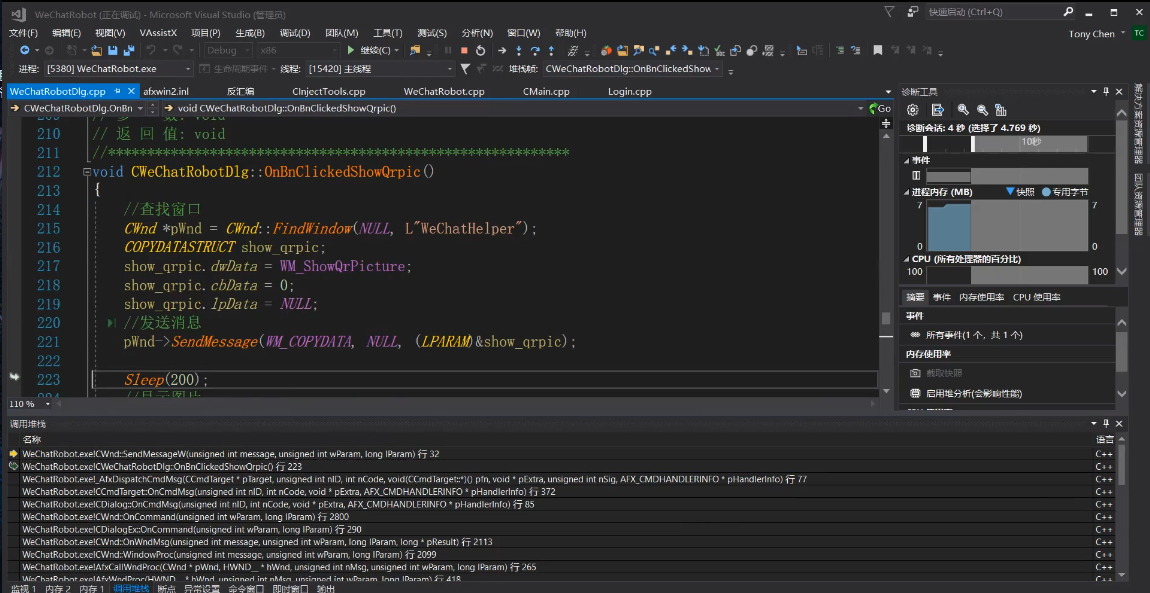 WeChatRobot (正在调试) - Microsoft Visual Studio (管理员)
快速启动 (Ctrl+Q)
文件(F) 编辑(E) 视图(V) VAssistX 项目(P) 生成(B) 调试(D) 团队(M) 工具(T) 测试(S) 分析(N) 窗口(W) 帮助(H)
Tony Chen TC
Debug x86 继续(C)
进程: [5380] WeChatRobot.exe 生命周期事件 线程: [15420] 主线程 堆栈帧: CWeChatRobotDlg::OnBnClickedShow
WeChatRobotDlg.cpp afxwin2.inl 反汇编 CInjectTools.cpp WeChatRobot.cpp CMain.cpp Login.cpp
CWeChatRobotDlg.OnBn void CWeChatRobotDlg::OnBnClickedShowQrpic() Go
209 // 参 数: void
210 // 返 回 值: void
211 //************************************************************
212 void CWeChatRobotDlg::OnBnClickedShowQrpic()
213 {
214 //查找窗口
215 CWnd *pWnd = CWnd::FindWindow(NULL, L"WeChatHelper");
216 COPYDATASTRUCT show_qrpic;
217 show_qrpic.dwData = WM_ShowQrPicture;
218 show_qrpic.cbData = 0;
219 show_qrpic.lpData = NULL;
220 //发送消息
221 pWnd->SendMessage(WM_COPYDATA, NULL, (LPARAM)&show_qrpic);
222
223 Sleep(200);
224 //显示图片
110 %
诊断工具
诊断会话: 4 秒 (选择了 4.769 秒)
10秒
事件
进程内存 (MB) 快照 专用字节
7 7
0 0
CPU (所有处理器的百分比)
100 100
摘要 事件 内存使用率 CPU 使用率
事件
所有事件(1 个，共 1 个)
内存使用率
截取快照
启用堆分析(会影响性能)
解决方案资源管理器
团队资源管理器
调用堆栈
名称 语言
WeChatRobot.exe!CWnd::SendMessageW(unsigned int message, unsigned int wParam, long lParam) 行 32 C++
WeChatRobot.exe!CWeChatRobotDlg::OnBnClickedShowQrpic() 行 223 C++
WeChatRobot.exe!_AfxDispatchCmdMsg(CCmdTarget * pTarget, unsigned int nID, int nCode, void(CCmdTarget::*)() pfn, void * pExtra, unsigned int nSig, AFX_CMDHANDLERINFO * pHandlerInfo) 行 77 C++
WeChatRobot.exe!CCmdTarget::OnCmdMsg(unsigned int nID, int nCode, void * pExtra, AFX_CMDHANDLERINFO * pHandlerInfo) 行 372 C++
WeChatRobot.exe!CDialog::OnCmdMsg(unsigned int nID, int nCode, void * pExtra, AFX_CMDHANDLERINFO * pHandlerInfo) 行 85 C++
WeChatRobot.exe!CWnd::OnCommand(unsigned int wParam, long lParam) 行 2800 C++
WeChatRobot.exe!CDialogEx::OnCommand(unsigned int wParam, long lParam) 行 290 C++
WeChatRobot.exe!CWnd::OnWndMsg(unsigned int message, unsigned int wParam, long lParam, long * pResult) 行 2113 C++
WeChatRobot.exe!CWnd::WindowProc(unsigned int message, unsigned int wParam, long lParam) 行 2099 C++
WeChatRobot.exe!AfxCallWndProc(CWnd * pWnd, HWND__ * hWnd, unsigned int nMsg, unsigned int wParam, long lParam) 行 265 C++
WeChatRobot.exe!AfxWndProc(HWND__ * hWnd, unsigned int nMsg, unsigned int wParam, long lParam) 行 418 C++
监视 1 内存 2 内存 1 调用堆栈 断点 异常设置 命令窗口 即时窗口 输出